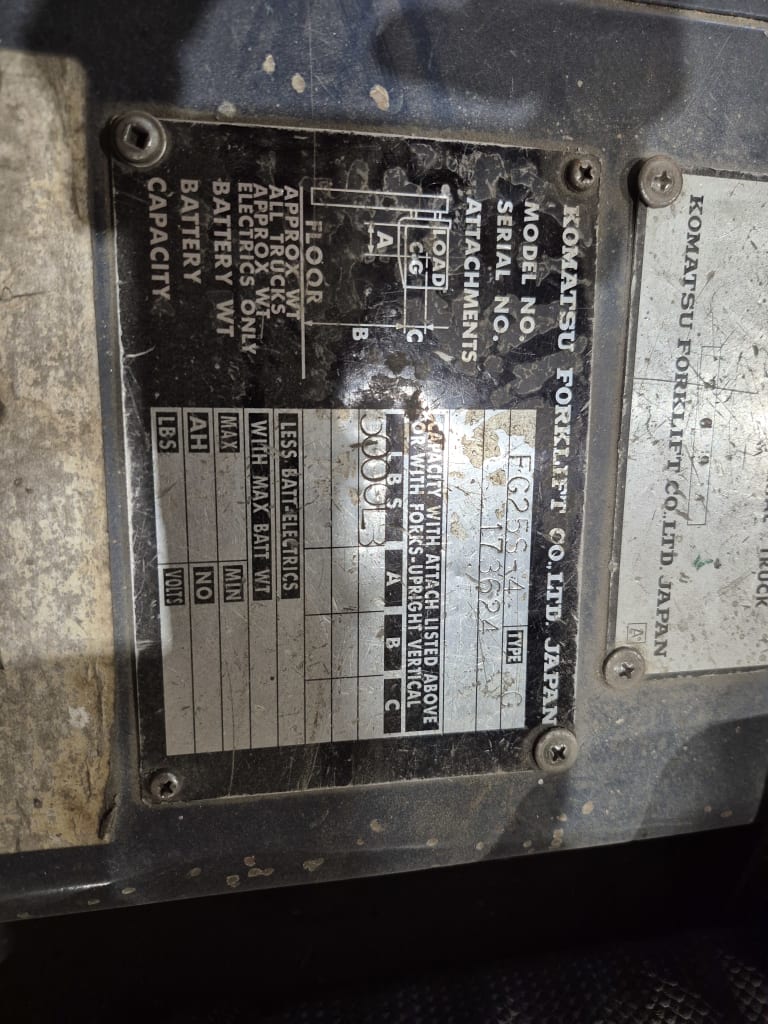 KOMATSU FORKLIFT CO.,LTD. JAPAN
MODEL NO. FG25S-4 TYPE G
SERIAL NO. 173624
ATTACHMENTS
CAPACITY WITH ATTACH LISTED ABOVE
OR WITH FORKS-UPRIGHT VERTICAL
LOAD
CG
A
B
C
FLOOR
LBS A B C
APPROX WT
ALL TRUCKS
LESS BATT-ELECTRICS
APPROX WT
ELECTRICS ONLY
WITH MAX BATT WT
BATTERY WT MAX MIN
BATTERY AH NO
CAPACITY LBS VOLTS
TRUCK
KOMATSU FORKLIFT CO.,LTD. JAPAN
A